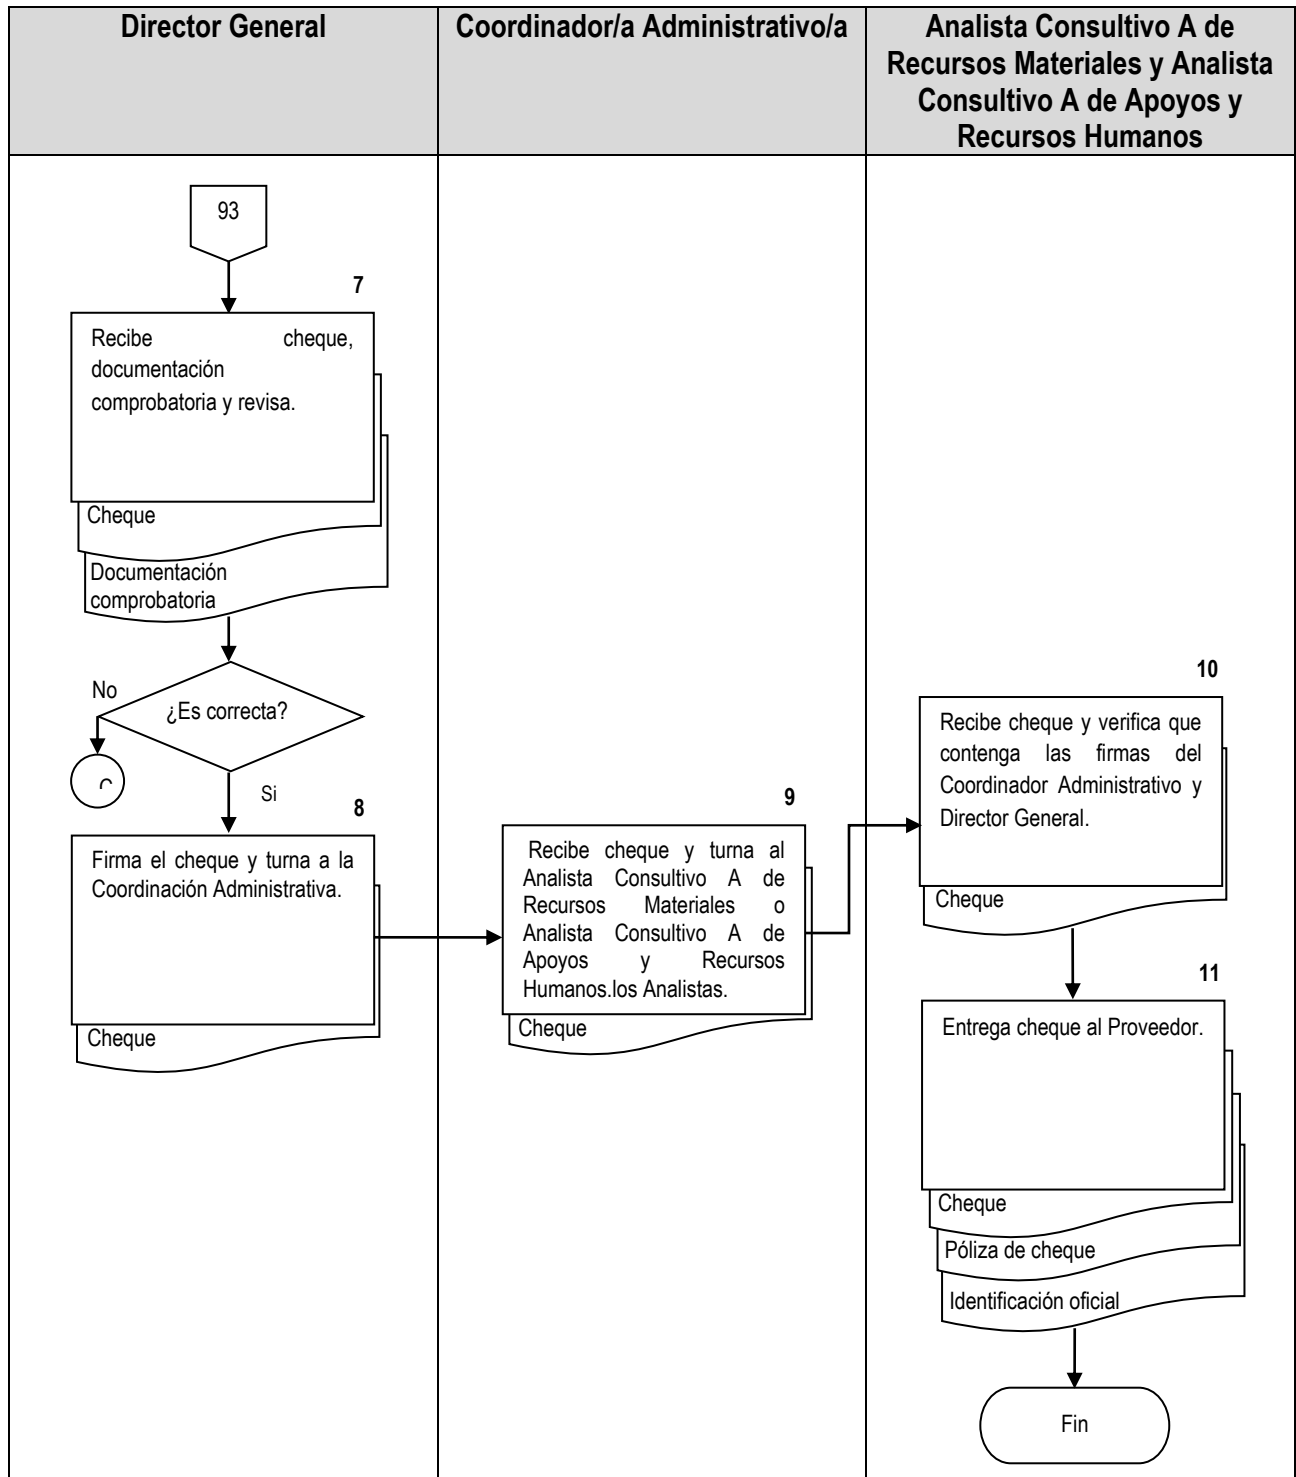 Director General
Coordinador/a Administrativo/a
Analista Consultivo A de
Recursos Materiales y Analista
Consultivo A de Apoyos y
Recursos Humanos
93
7
Recibe cheque,
documentación
comprobatoria y revisa.
Cheque
Documentación
comprobatoria
No
¿Es correcta?
Si
8
Firma el cheque y turna a la
Coordinación Administrativa.
Cheque
9
Recibe cheque y turna al
Analista Consultivo A de
Recursos Materiales o
Analista Consultivo A de
Apoyos y Recursos
Humanos.los Analistas.
Cheque
10
Recibe cheque y verifica que
contenga las firmas del
Coordinador Administrativo y
Director General.
Cheque
11
Entrega cheque al Proveedor.
Cheque
Póliza de cheque
Identificación oficial
Fin